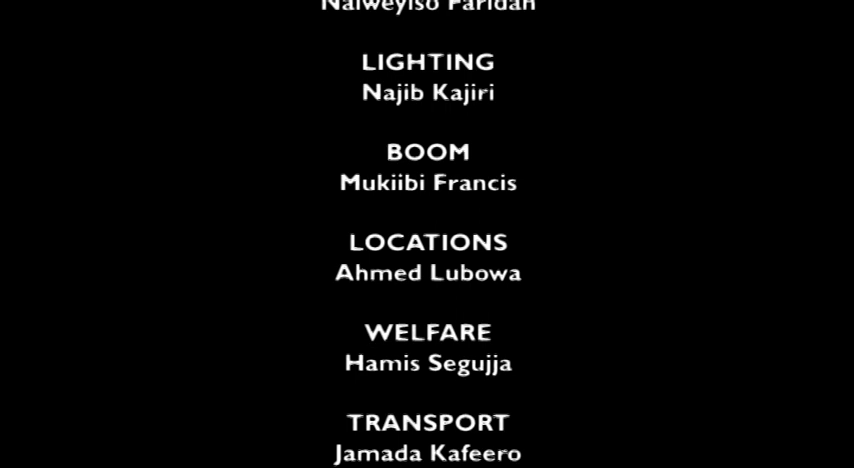 LIGHTING
Najib Kajiri
BOOM
Mukiibi Francis
LOCATIONS
Ahmed Lubowa
WELFARE
Hamis Segujja
TRANSPORT
Jamada Kafeero